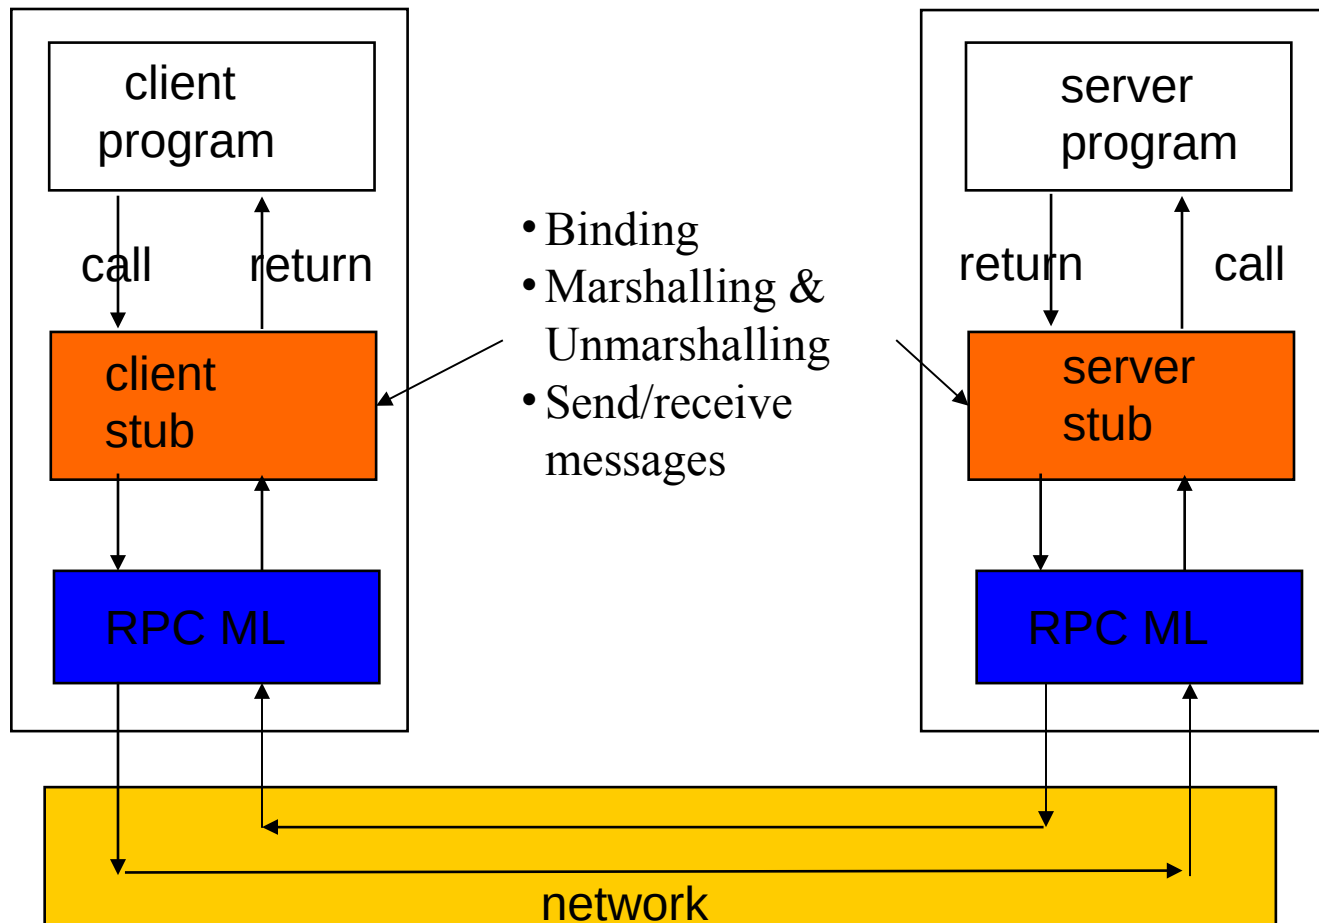 client
program
call
return
client
stub
RPC ML
• Binding
• Marshalling &
Unmarshalling
• Send/receive
messages
server
program
return
call
server
stub
RPC ML
network